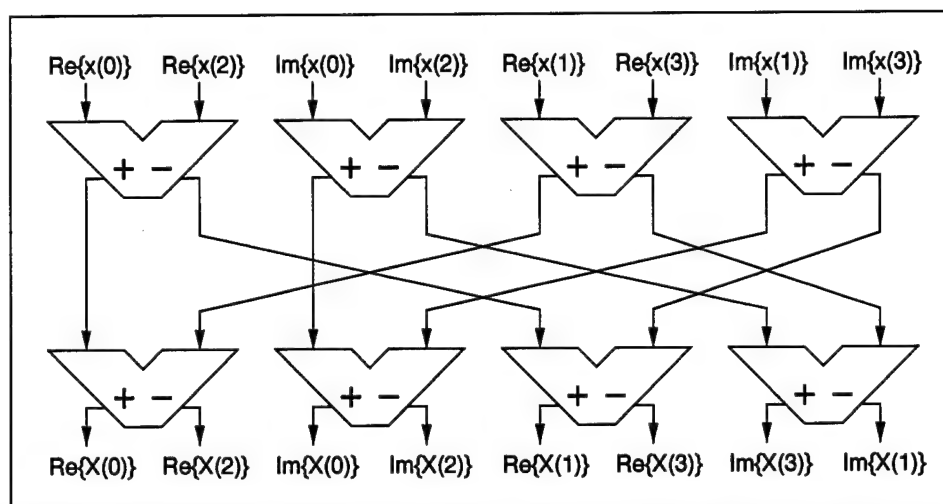 Re{x(0)} Re{x(2)} Im{x(0)} Im{x(2)} Re{x(1)} Re{x(3)} Im{x(1)} Im{x(3)}
+ − + − + − + −
+ − + − + − + −
Re{X(0)} Re{X(2)} Im{X(0)} Im{X(2)} Re{X(1)} Re{X(3)} Im{X(3)} Im{X(1)}